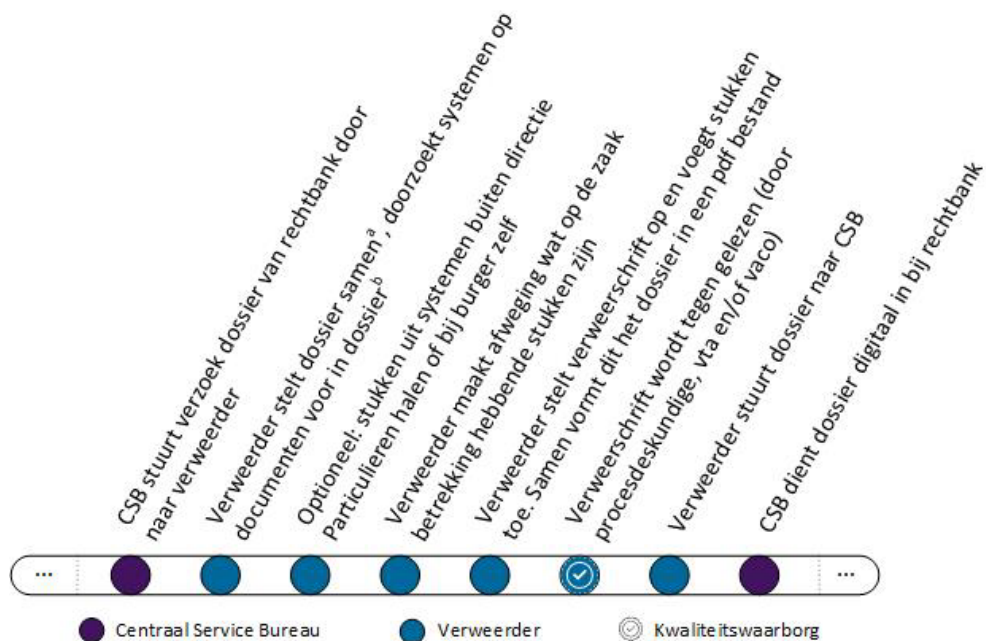 CSB stuurt verzoek dossier van rechtbank door
naar verweerder
Verweerder stelt dossier samenᵃ, doorzoekt systemen op
documenten voor in dossierᵇ
Optioneel: stukken uit systemen buiten directie
Particulieren halen of bij burger zelf
Verweerder maakt afweging wat op de zaak
betrekking hebbende stukken zijn
Verweerder stelt verweerschrift op en voegt stukken
toe. Samen vormt dit het dossier in een pdf bestand
Verweerschrift wordt tegen gelezen (door
procesdeskundige, vta en/of vaco)
Verweerder stuurt dossier naar CSB
CSB dient dossier digitaal in bij rechtbank
... ...
Centraal Service Bureau Verweerder Kwaliteitswaarborg